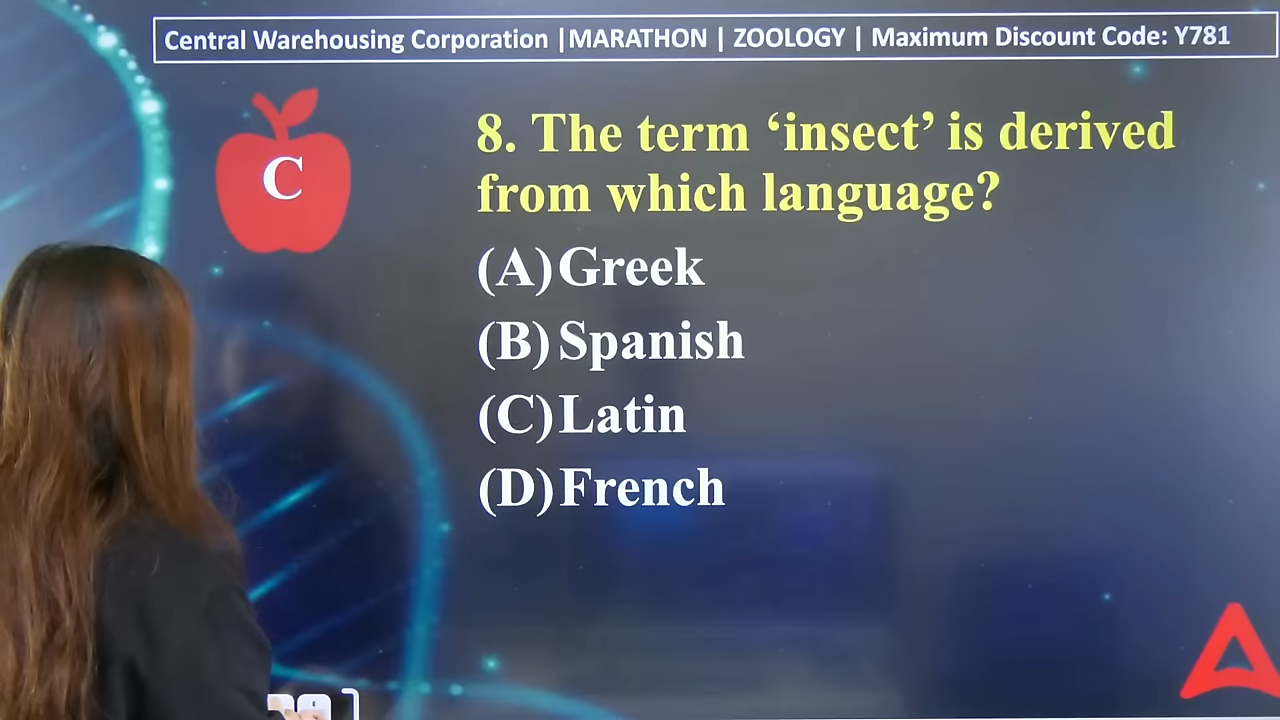 Central Warehousing Corporation |MARATHON | ZOOLOGY | Maximum Discount Code: Y781
C
8. The term ‘insect’ is derived
from which language?
(A) Greek
(B) Spanish
(C) Latin
(D) French